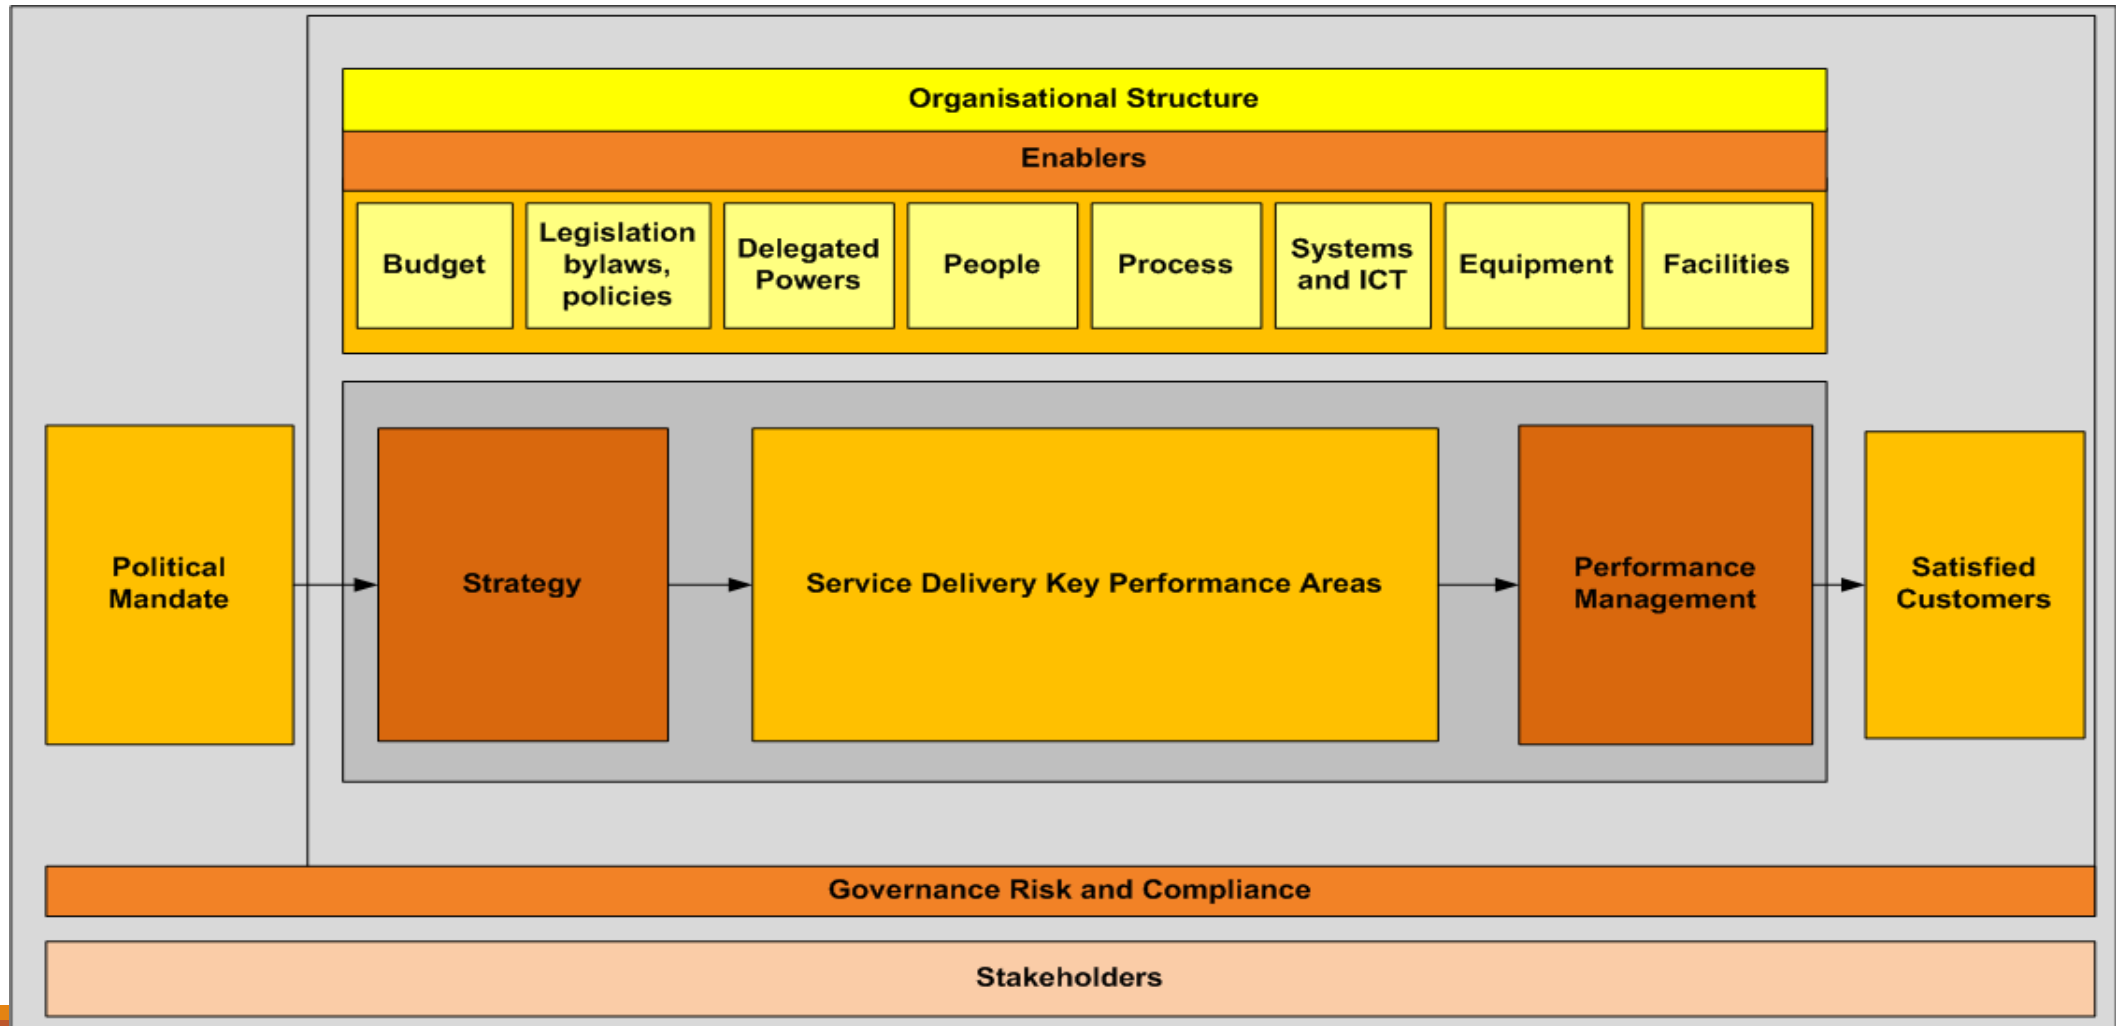 Organisational Structure
Enablers
Budget
Legislation
bylaws,
policies
Delegated
Powers
People
Process
Systems
and ICT
Equipment
Facilities
Political
Mandate
Strategy
Service Delivery Key Performance Areas
Performance
Management
Satisfied
Customers
Governance Risk and Compliance
Stakeholders